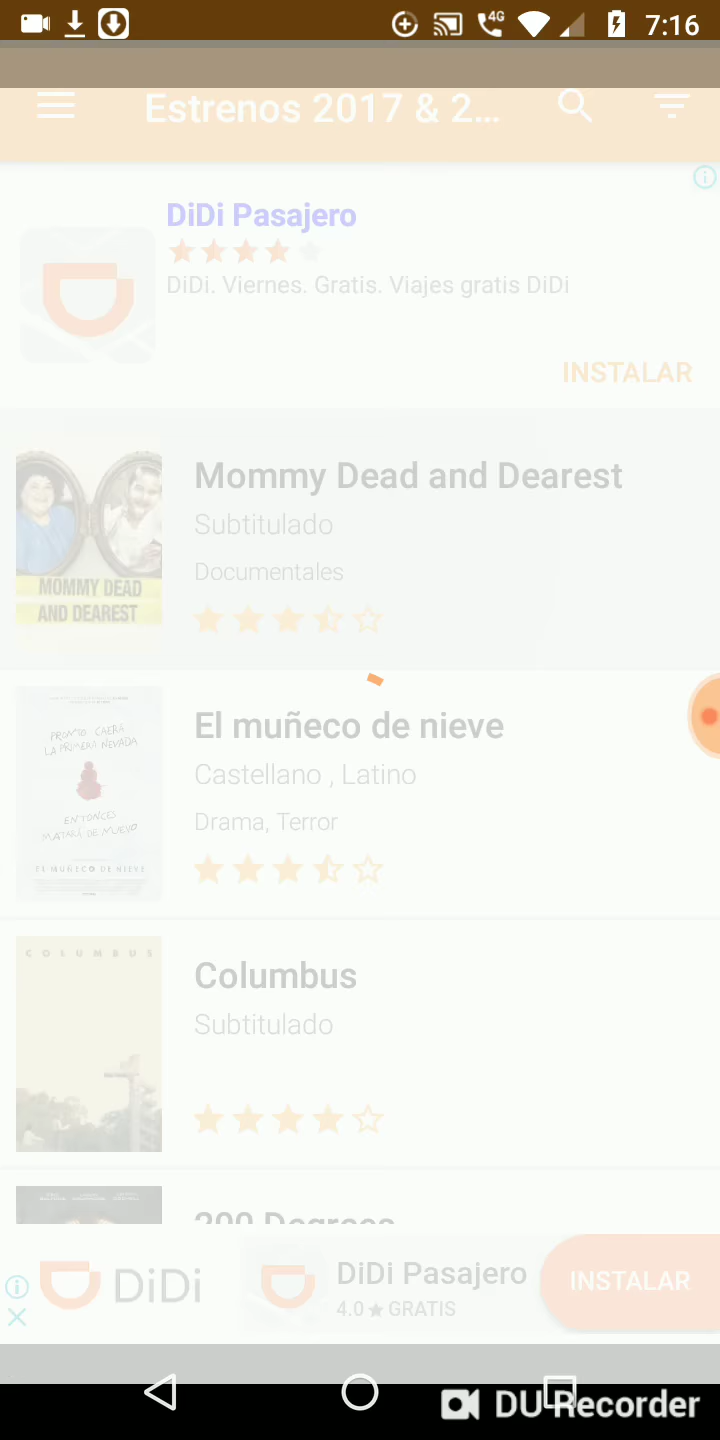 4G 7:16
Estrenos 2017 & 2...
DiDi Pasajero
DiDi. Viernes. Gratis. Viajes gratis DiDi
INSTALAR
Mommy Dead and Dearest
Subtitulado
Documentales
MOMMY DEAD
AND DEAREST
El muñeco de nieve
Castellano , Latino
Drama, Terror
PRONTO CAERÁ
LA PRIMERA NEVADA
ENTONCES
MATARÁ DE NUEVO
EL MUÑECO DE NIEVE
COLUMBUS
Columbus
Subtitulado
200 Degrees
DiDi
DiDi Pasajero
4.0 ★ GRATIS
INSTALAR
DU Recorder